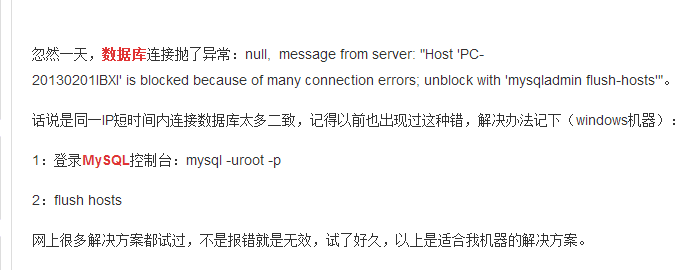 忽然一天，数据库连接抛了异常：null,  message from server: "Host 'PC-
20130201IBXI' is blocked because of many connection errors; unblock with 'mysqladmin flush-hosts'"。
话说是同一IP短时间内连接数据库太多二致，记得以前也出现过这种错，解决办法记下（windows机器）：
1：登录MySQL控制台：mysql -uroot -p
2：flush hosts
网上很多解决方案都试过，不是报错就是无效，试了好久，以上是适合我机器的解决方案。